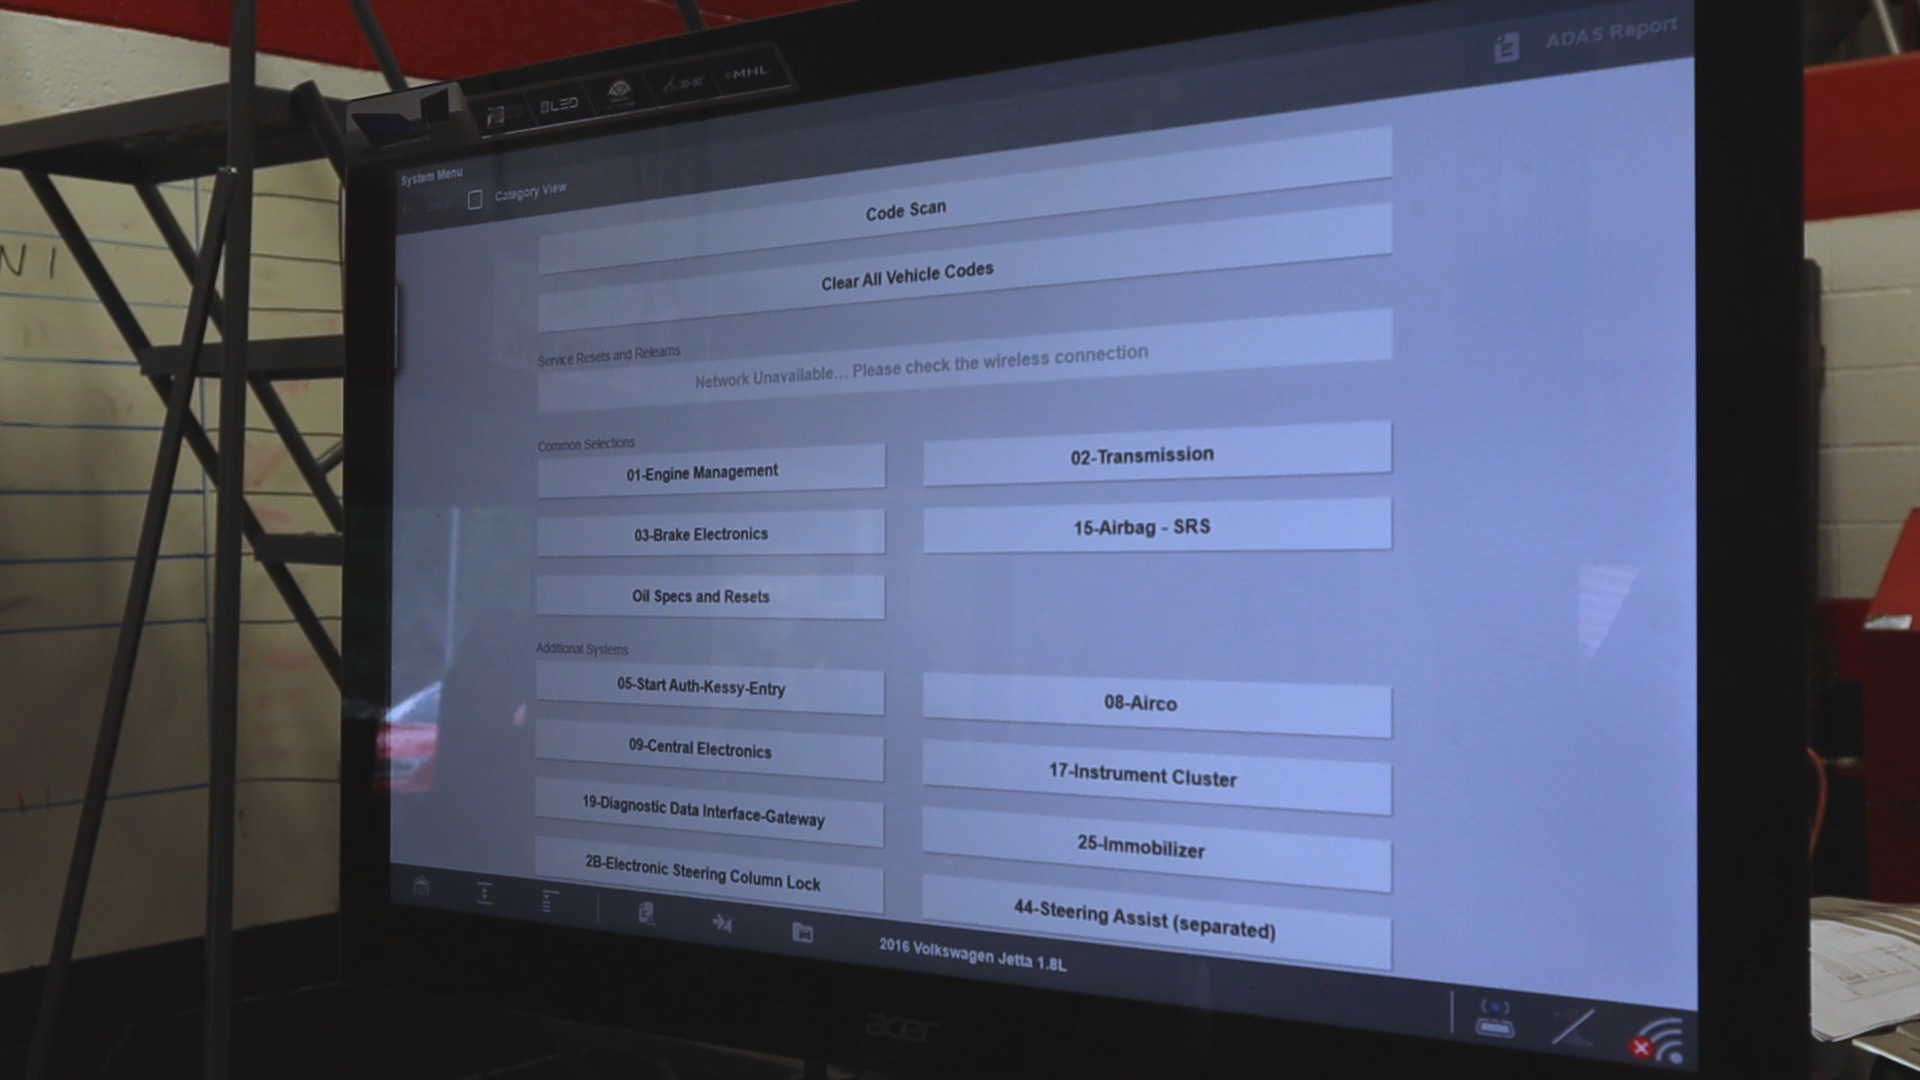 LED
MHL
ADAS Report
System Menu
Category View
Code Scan
Clear All Vehicle Codes
Service Resets and Relearns
Network Unavailable... Please check the wireless connection
Common Selections
01-Engine Management
02-Transmission
03-Brake Electronics
15-Airbag - SRS
Oil Specs and Resets
Additional Systems
05-Start Auth-Kessy-Entry
08-Airco
09-Central Electronics
17-Instrument Cluster
19-Diagnostic Data Interface-Gateway
25-Immobilizer
2B-Electronic Steering Column Lock
44-Steering Assist (separated)
2016 Volkswagen Jetta 1.8L
acer
N I